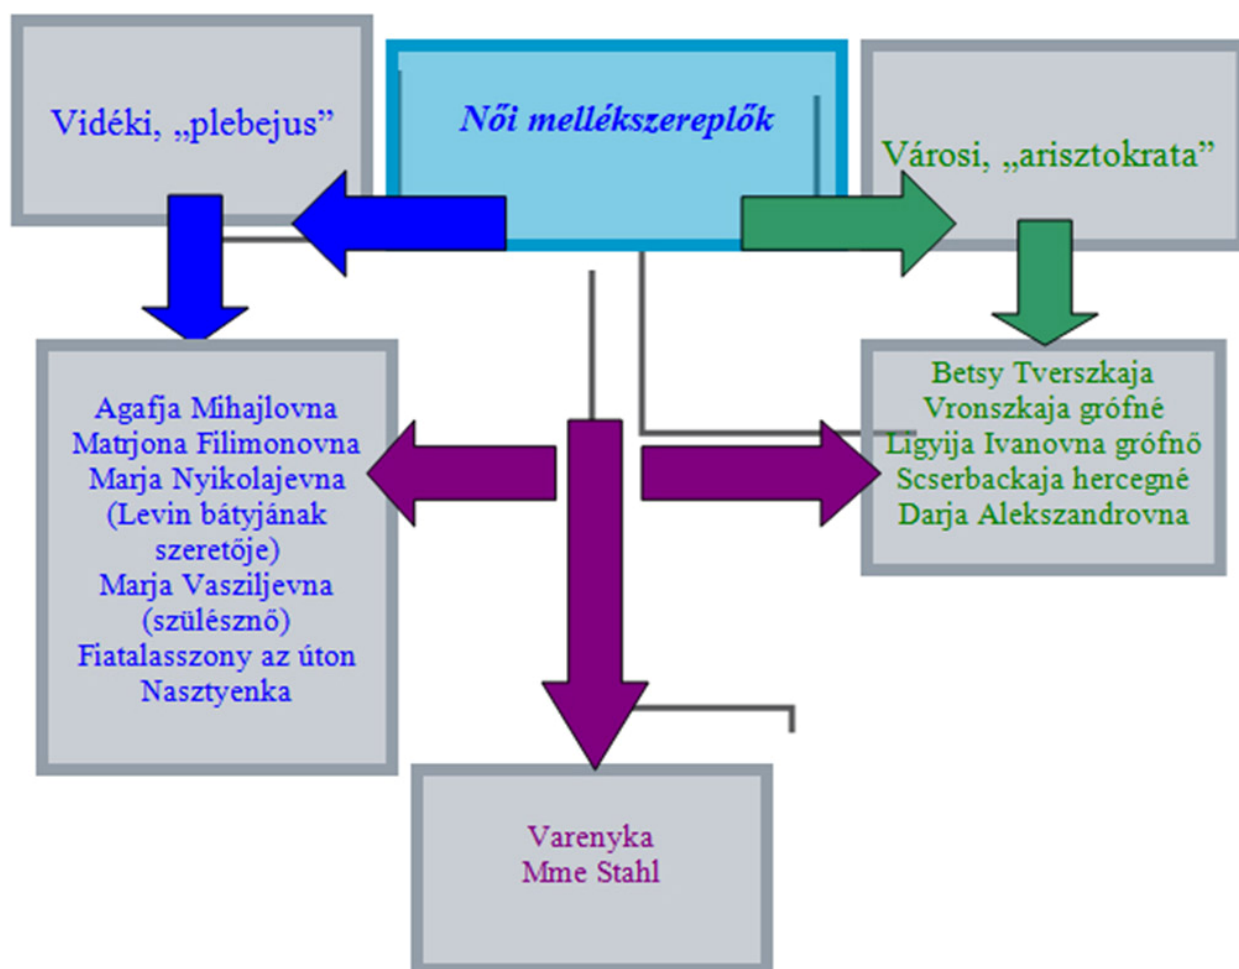 Vidéki, „plebejus”
Női mellékszereplők
Városi, „arisztokrata”
Agafja Mihajlovna
Matrjona Filimonovna
Marja Nyikolajevna
(Levin bátyjának
szeretője)
Marja Vasziljevna
(szülésznő)
Fiatalasszony az úton
Nasztyenka
Betsy Tverszkaja
Vronszkaja grófné
Ligyija Ivanovna grófnő
Scserbackaja hercegné
Darja Alekszandrovna
Varenyka
Mme Stahl